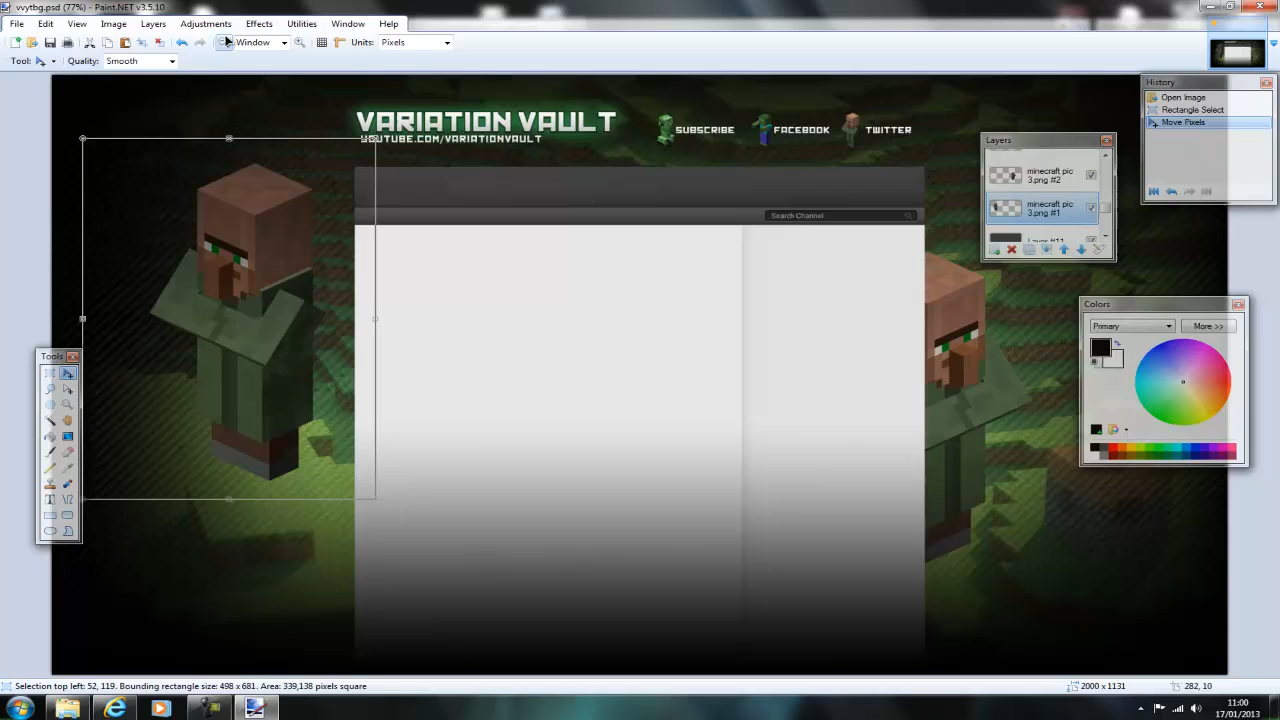 vvytbg.psd (77%) - Paint.NET v3.5.10
File Edit View Image Layers Adjustments Effects Utilities Window Help
Window Units: Pixels
Tool: Quality: Smooth
VARIATION VAULT
YOUTUBE.COM/VARIATIONVAULT
SUBSCRIBE FACEBOOK TWITTER
Search Channel
History
Open Image
Rectangle Select
Move Pixels
Layers
minecraft pic
3.png #2
minecraft pic
3.png #1
Layer #11
Colors
Primary More >>
Tools
Selection top left: 52, 119. Bounding rectangle size: 498 x 681. Area: 339,138 pixels square
2000 x 1131 282, 10
11:00
17/01/2013